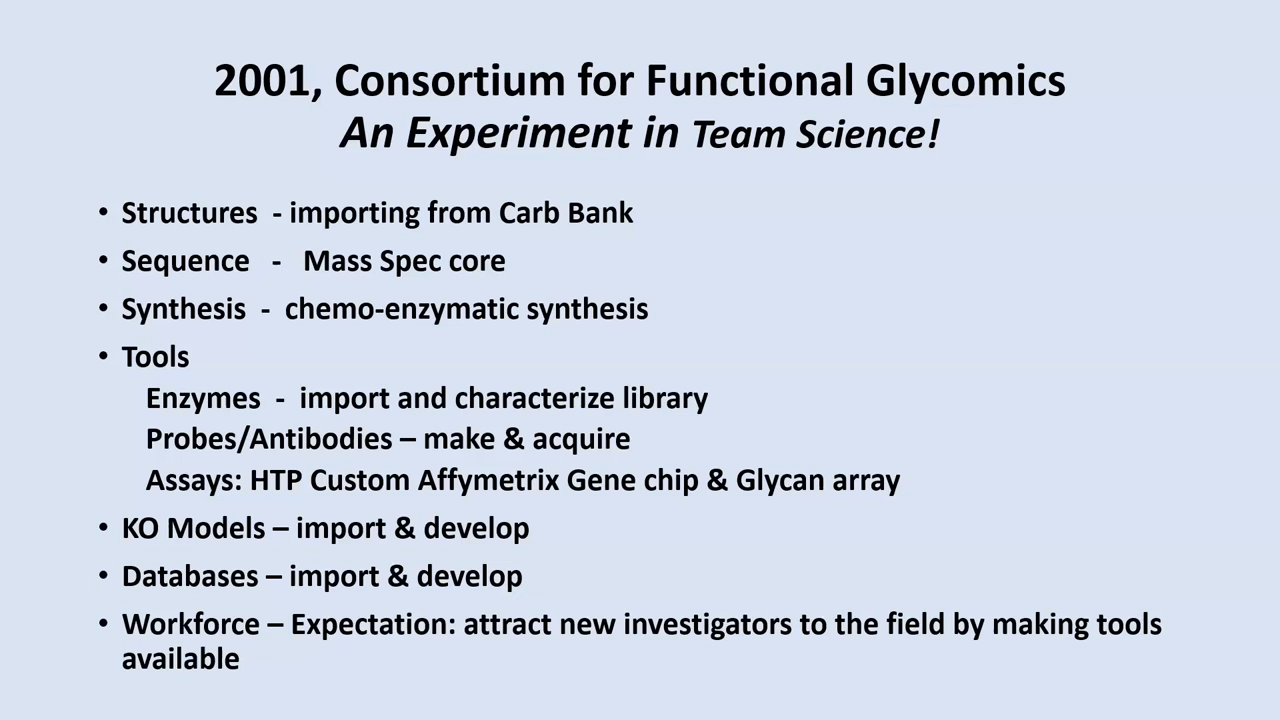 2001, Consortium for Functional Glycomics
An Experiment in Team Science!
• Structures - importing from Carb Bank
• Sequence - Mass Spec core
• Synthesis - chemo-enzymatic synthesis
• Tools
Enzymes - import and characterize library
Probes/Antibodies – make & acquire
Assays: HTP Custom Affymetrix Gene chip & Glycan array
• KO Models – import & develop
• Databases – import & develop
• Workforce – Expectation: attract new investigators to the field by making tools
available